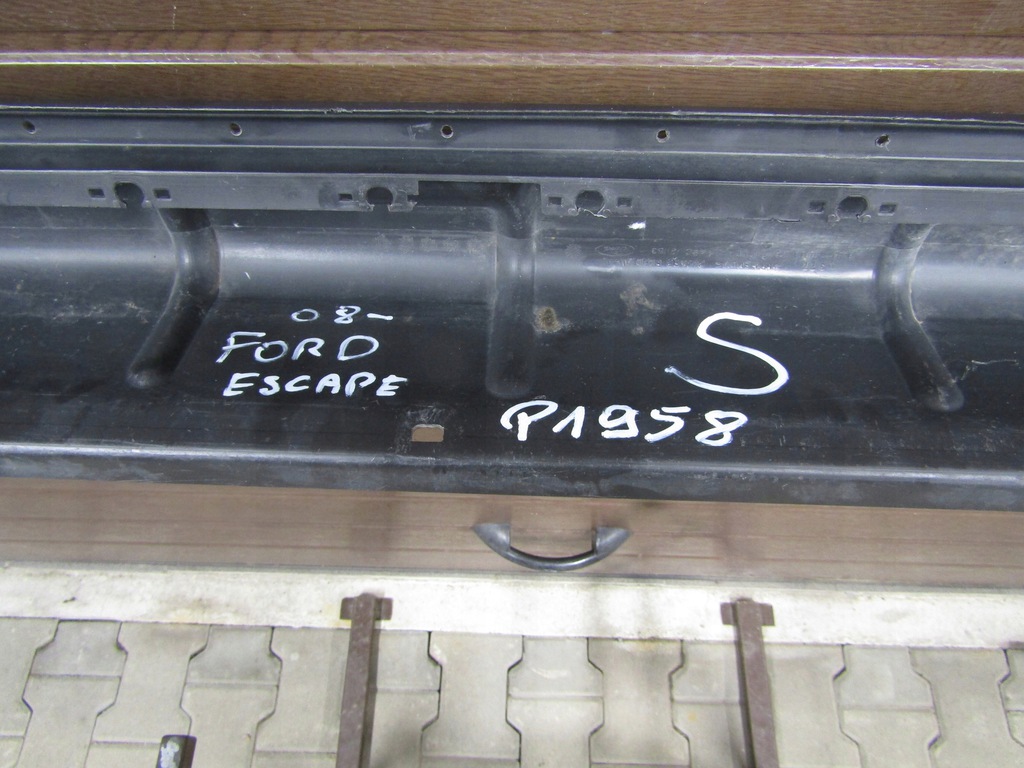 08-
FORD
ESCAPE
S
P1958